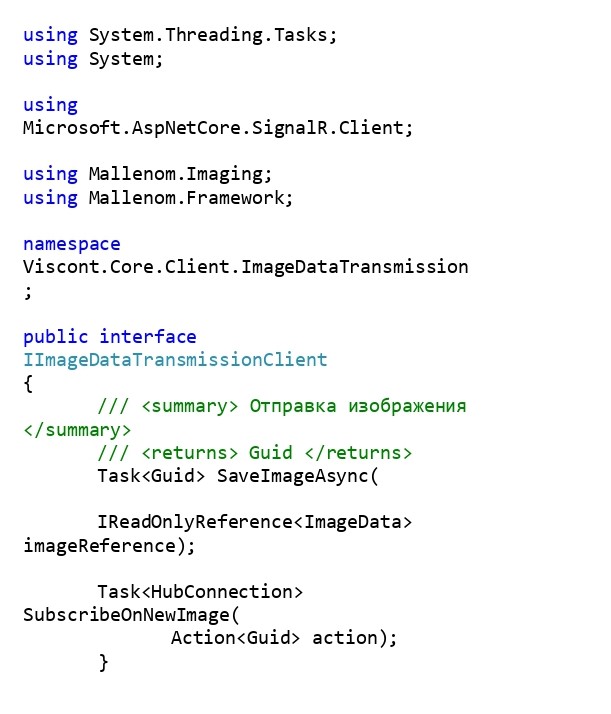 using System.Threading.Tasks;
using System;
using
Microsoft.AspNetCore.SignalR.Client;
using Mallenom.Imaging;
using Mallenom.Framework;
namespace
Viscont.Core.Client.ImageDataTransmission
;
public interface
IImageDataTransmissionClient
{
/// <summary> Отправка изображения
</summary>
/// <returns> Guid </returns>
Task<Guid> SaveImageAsync(
IReadOnlyReference<ImageData>
imageReference);
Task<HubConnection>
SubscribeOnNewImage(
Action<Guid> action);
}